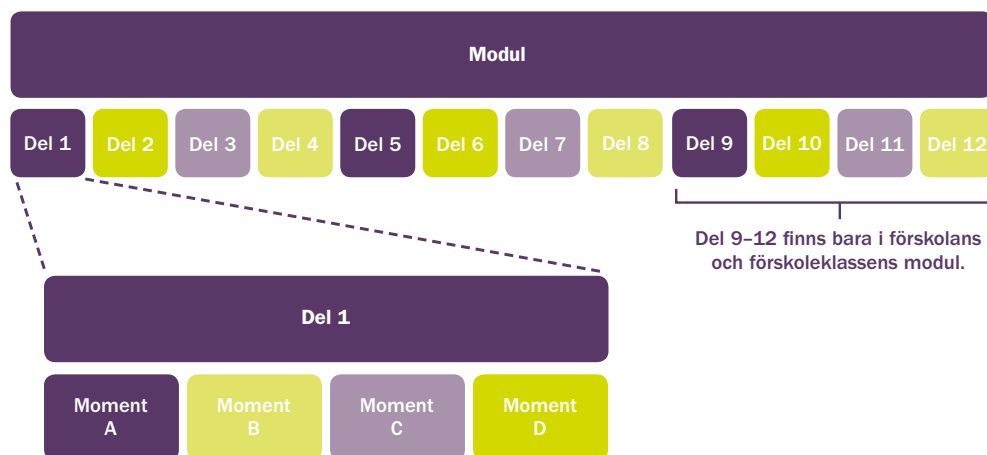 Modul
Del 1
Del 2
Del 3
Del 4
Del 5
Del 6
Del 7
Del 8
Del 9
Del 10
Del 11
Del 12
Del 9–12 finns bara i förskolans
och förskoleklassens modul.
Del 1
Moment
A
Moment
B
Moment
C
Moment
D